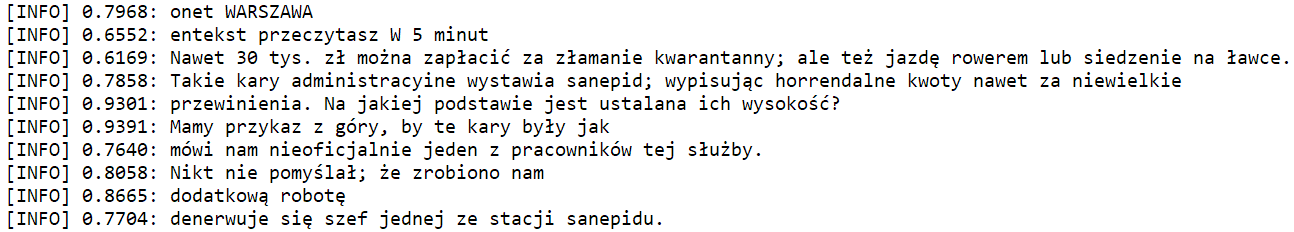 [INFO] 0.7968: onet WARSZAWA
[INFO] 0.6552: entekst przeczytasz W 5 minut
[INFO] 0.6169: Nawet 30 tys. zł można zapłacić za złamanie kwarantanny; ale też jazdę rowerem lub siedzenie na ławce.
[INFO] 0.7858: Takie kary administracyjne wystawia sanepid; wypisując horrendalne kwoty nawet za niewielkie
[INFO] 0.9301: przewinienia. Na jakiej podstawie jest ustalana ich wysokość?
[INFO] 0.9391: Mamy przykaz z góry, by te kary były jak
[INFO] 0.7640: mówi nam nieoficjalnie jeden z pracowników tej służby.
[INFO] 0.8058: Nikt nie pomyślał; że zrobiono nam
[INFO] 0.8665: dodatkową robotę
[INFO] 0.7704: denerwuje się szef jednej ze stacji sanepidu.